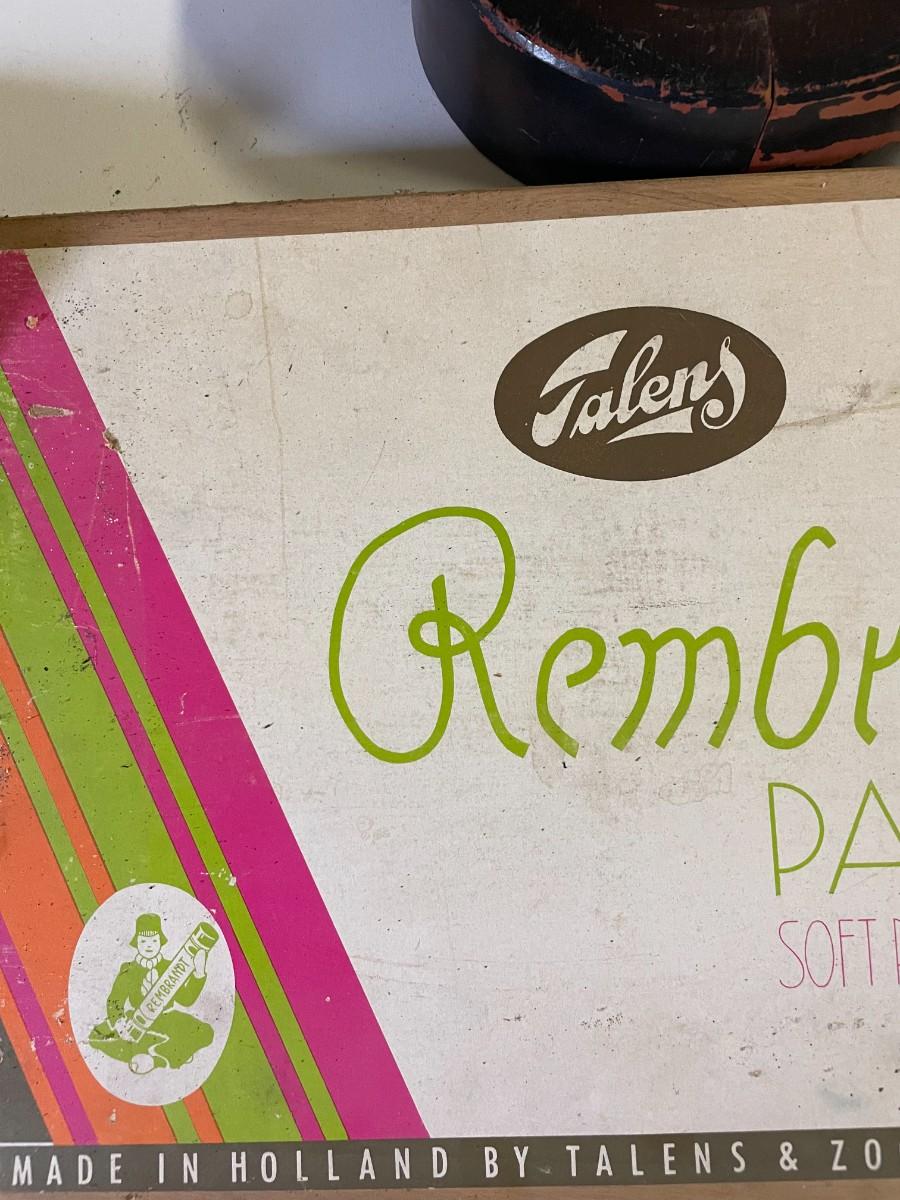 Talens
Rembr
PA
SOFT P
REMBRANDT
MADE IN HOLLAND BY TALENS & ZO